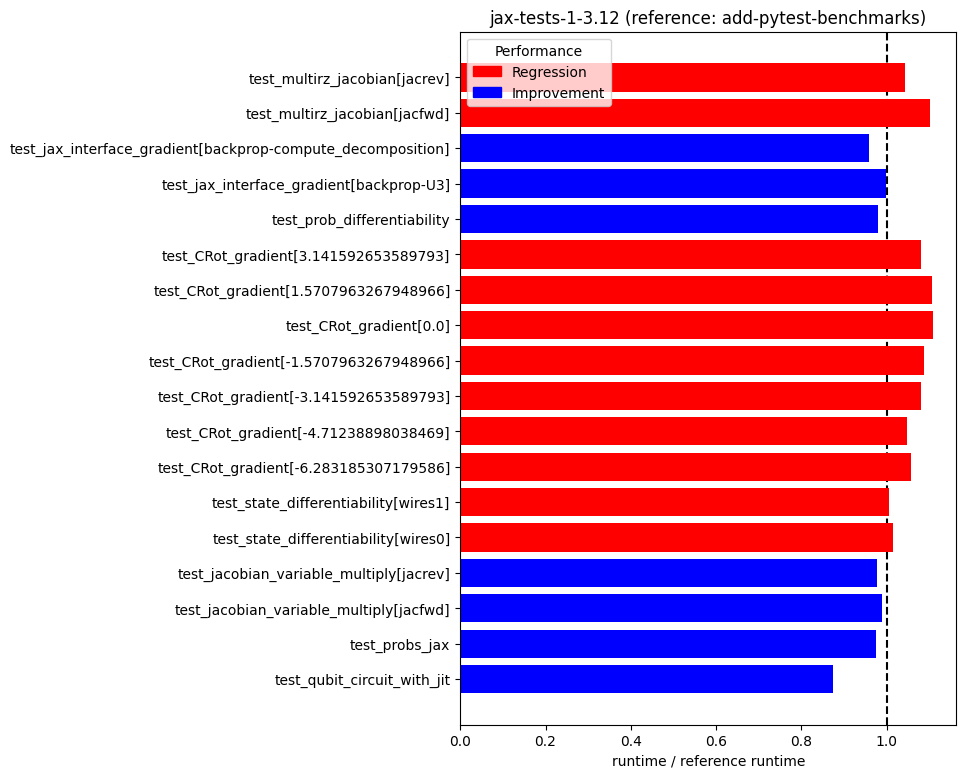 jax-tests-1-3.12 (reference: add-pytest-benchmarks)
Performance
Regression
Improvement
test_multirz_jacobian[jacrev]
test_multirz_jacobian[jacfwd]
test_jax_interface_gradient[backprop-compute_decomposition]
test_jax_interface_gradient[backprop-U3]
test_prob_differentiability
test_CRot_gradient[3.141592653589793]
test_CRot_gradient[1.5707963267948966]
test_CRot_gradient[0.0]
test_CRot_gradient[-1.5707963267948966]
test_CRot_gradient[-3.141592653589793]
test_CRot_gradient[-4.71238898038469]
test_CRot_gradient[-6.283185307179586]
test_state_differentiability[wires1]
test_state_differentiability[wires0]
test_jacobian_variable_multiply[jacrev]
test_jacobian_variable_multiply[jacfwd]
test_probs_jax
test_qubit_circuit_with_jit
0.0 0.2 0.4 0.6 0.8 1.0
runtime / reference runtime